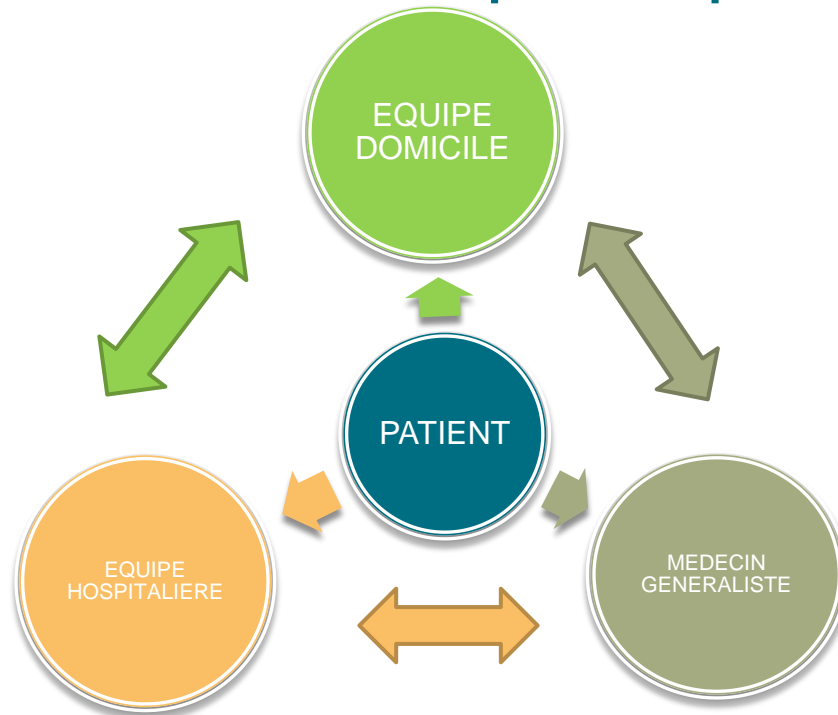 EQUIPE
DOMICILE
PATIENT
EQUIPE
HOSPITALIERE
MEDECIN
GENERALISTE